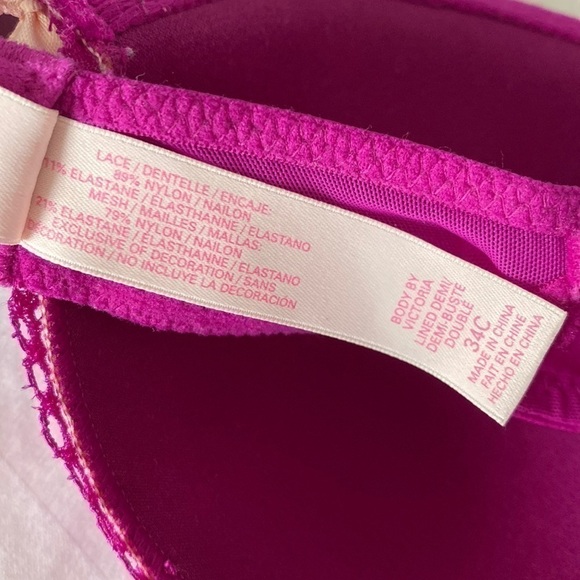 LACE / DENTELLE / ENCAJE:
89% NYLON / NAILON
11% ELASTANE / ELASTHANNE / ELASTANO
MESH / MAILLES / MALLAS:
79% NYLON / NAILON
21% ELASTANE / ELASTHANNE / ELASTANO
EXCLUSIVE OF DECORATION / SANS
DECORATION / NO INCLUYE LA DECORACIÓN
BODY BY
VICTORIA
LINED DEMI/
DEMI-BUSTE
DOUBLE
34C
MADE IN CHINA
FAIT EN CHINE
HECHO EN CHINA